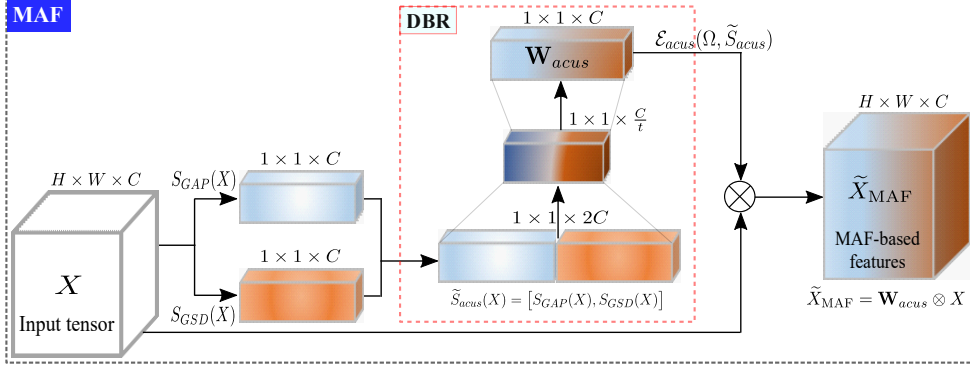 MAF
DBR
1 × 1 × C
W_acus
ℰ_acus(Ω, S̃_acus)
1 × 1 × C/t
H × W × C
X
Input tensor
S_GAP(X)
1 × 1 × C
S_GSD(X)
1 × 1 × C
1 × 1 × 2C
S̃_acus(X) = [S_GAP(X), S_GSD(X)]
⊗
H × W × C
X̃_MAF
MAF-based
features
X̃_MAF = W_acus ⊗ X